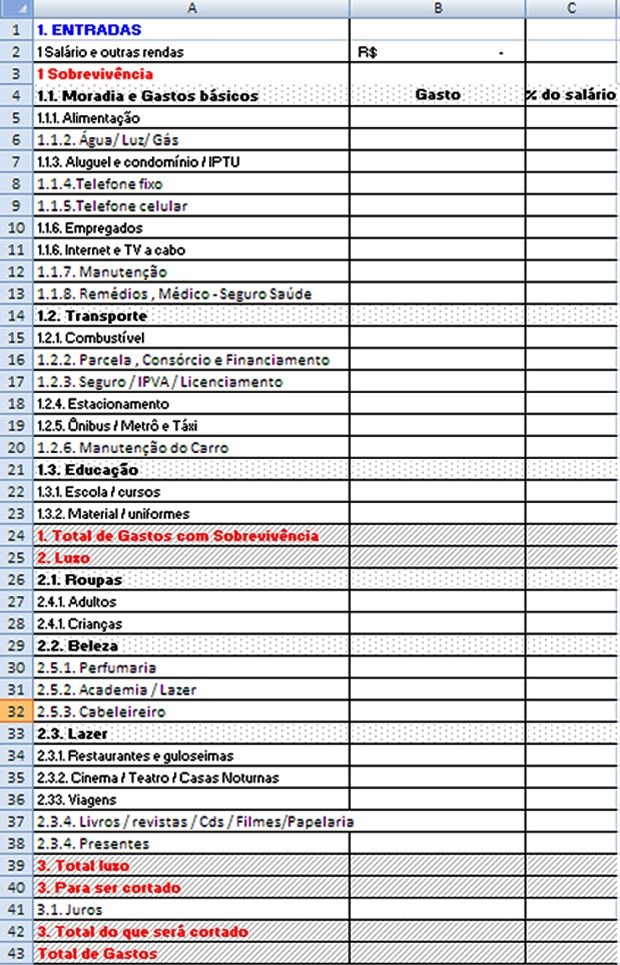 A B C
1 1. ENTRADAS
2 1 Salário e outras rendas R$ -
3 1 Sobrevivência
4 1.1. Moradia e Gastos básicos Gasto % do salário
5 1.1.1. Alimentação
6 1.1.2. Água/ Luz/ Gás
7 1.1.3. Aluguel e condomínio / IPTU
8 1.1.4.Telefone fixo
9 1.1.5.Telefone celular
10 1.1.6. Empregados
11 1.1.6. Internet e TV a cabo
12 1.1.7. Manutenção
13 1.1.8. Remédios , Médico - Seguro Saúde
14 1.2. Transporte
15 1.2.1. Combustível
16 1.2.2. Parcela , Consórcio e Financiamento
17 1.2.3. Seguro / IPVA / Licenciamento
18 1.2.4. Estacionamento
19 1.2.5. Ônibus / Metrô e Táxi
20 1.2.6. Manutenção do Carro
21 1.3. Educação
22 1.3.1. Escola / cursos
23 1.3.2. Material / uniformes
24 1. Total de Gastos com Sobrevivência
25 2. Luxo
26 2.1. Roupas
27 2.4.1. Adultos
28 2.4.1. Crianças
29 2.2. Beleza
30 2.5.1. Perfumaria
31 2.5.2. Academia / Lazer
32 2.5.3. Cabeleireiro
33 2.3. Lazer
34 2.3.1. Restaurantes e guloseimas
35 2.3.2. Cinema / Teatro / Casas Noturnas
36 2.33. Viagens
37 2.3.4. Livros / revistas / Cds / Filmes/Papelaria
38 2.3.4. Presentes
39 3. Total luxo
40 3. Para ser cortado
41 3.1. Juros
42 3. Total do que será cortado
43 Total de Gastos